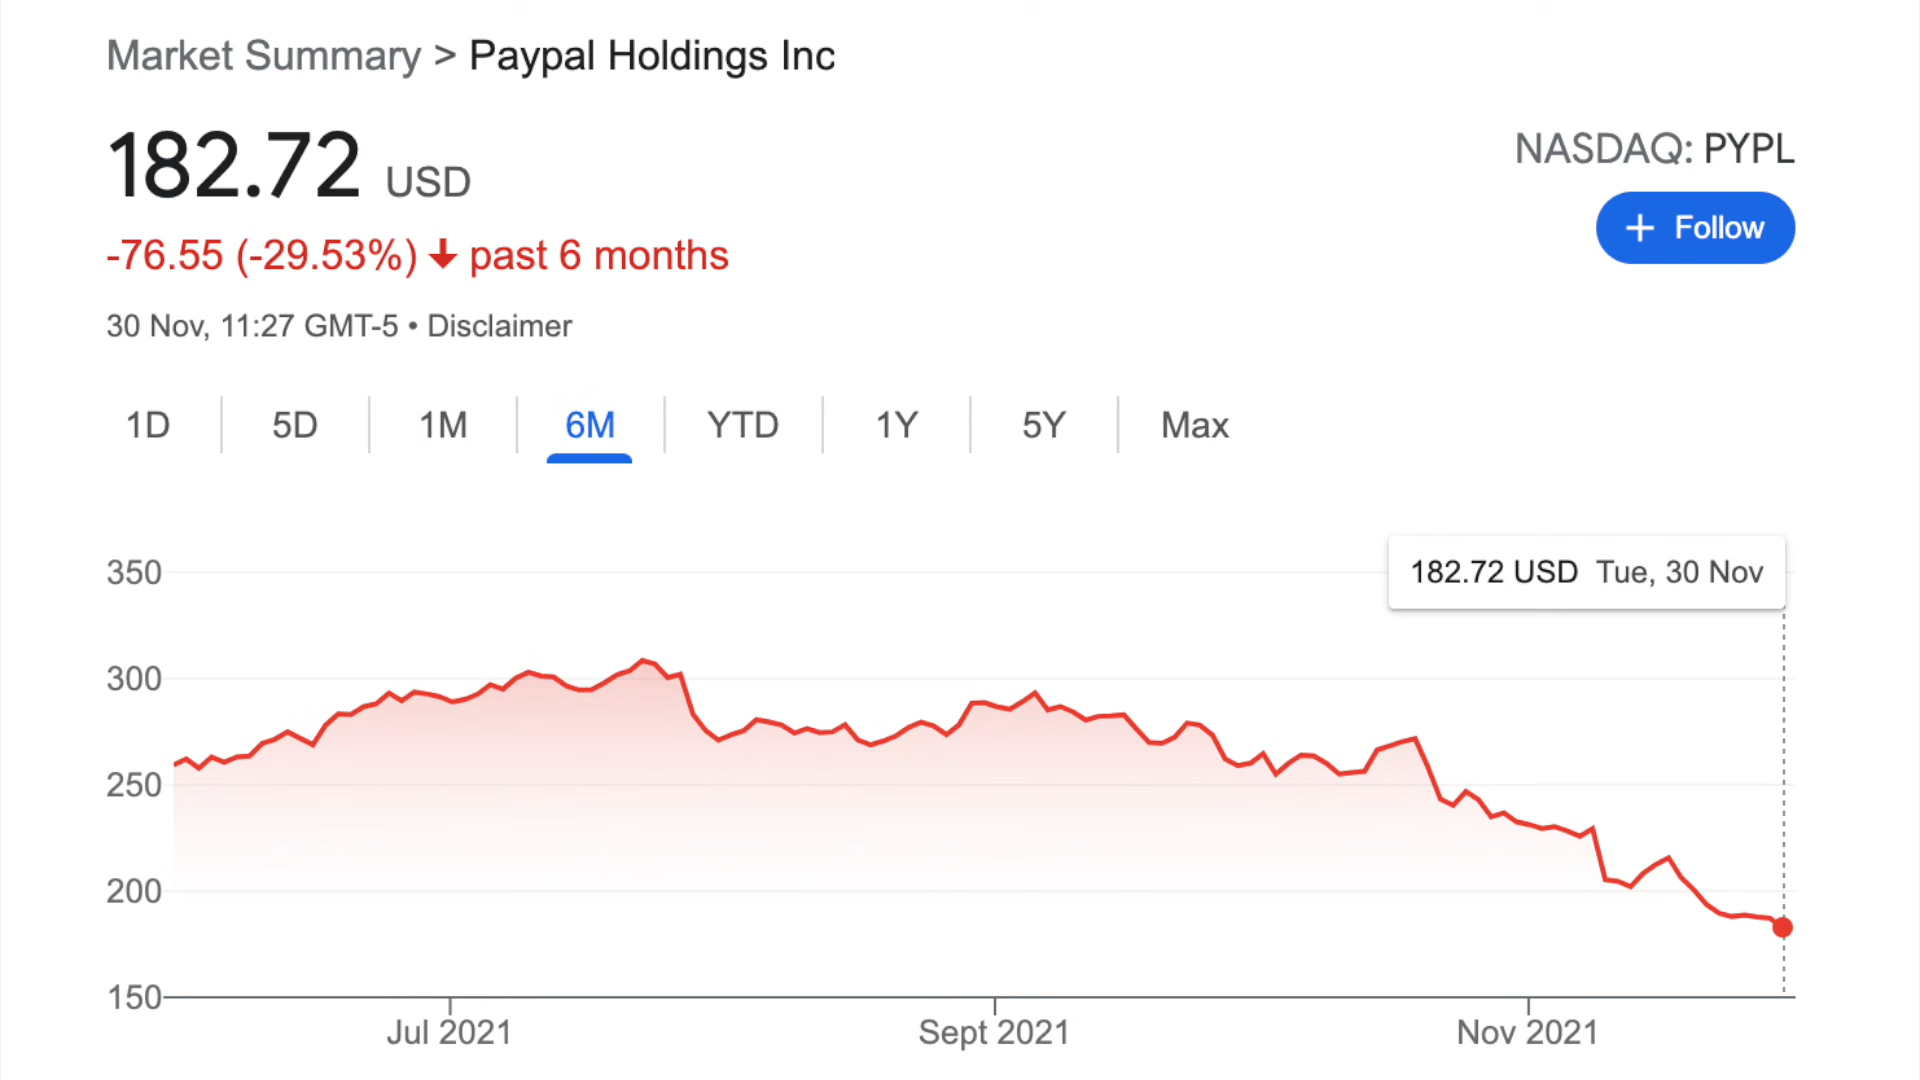 Market Summary > Paypal Holdings Inc
182.72 USD
NASDAQ: PYPL
+ Follow
-76.55 (-29.53%) ↓ past 6 months
30 Nov, 11:27 GMT-5 • Disclaimer
1D 5D 1M 6M YTD 1Y 5Y Max
182.72 USD Tue, 30 Nov
350
300
250
200
150
Jul 2021 Sept 2021 Nov 2021